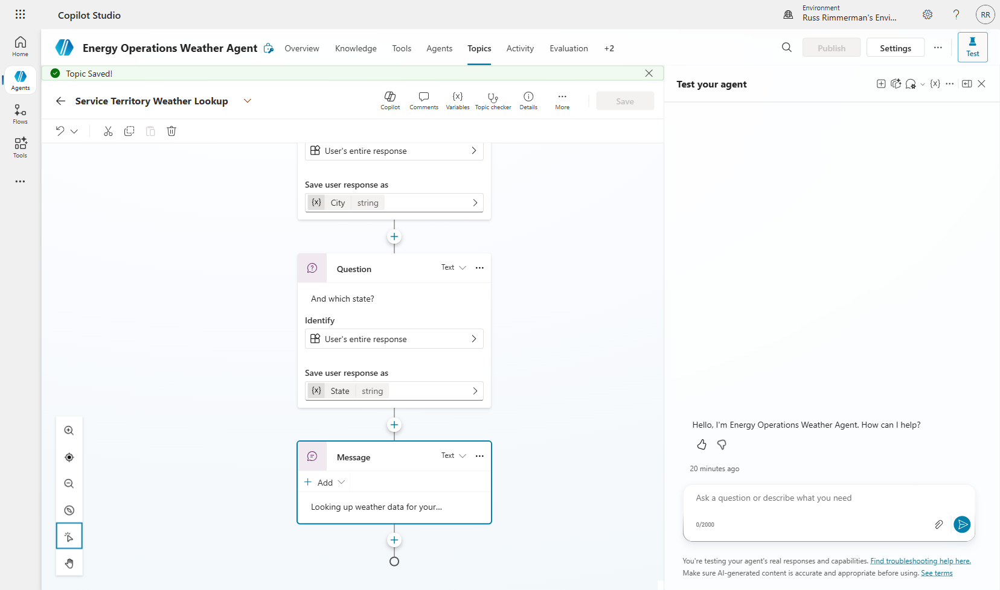 Copilot Studio
Environment
Russ Rimmerman's Envi...
RR
Home
Agents
Flows
Tools
Energy Operations Weather Agent
Overview
Knowledge
Tools
Agents
Topics
Activity
Evaluation
+2
Publish
Settings
Test
Topic Saved!
Service Territory Weather Lookup
Copilot
Comments
{x}
Variables
Topic checker
Details
More
Save
User's entire response
Save user response as
{x} City string
Question
Text
And which state?
Identify
User's entire response
Save user response as
{x} State string
Message
Text
+ Add
Looking up weather data for your...
Test your agent
{x}
Hello, I'm Energy Operations Weather Agent. How can I help?
20 minutes ago
Ask a question or describe what you need
0/2000
You're testing your agent's real responses and capabilities. Find troubleshooting help here.
Make sure AI-generated content is accurate and appropriate before using. See terms